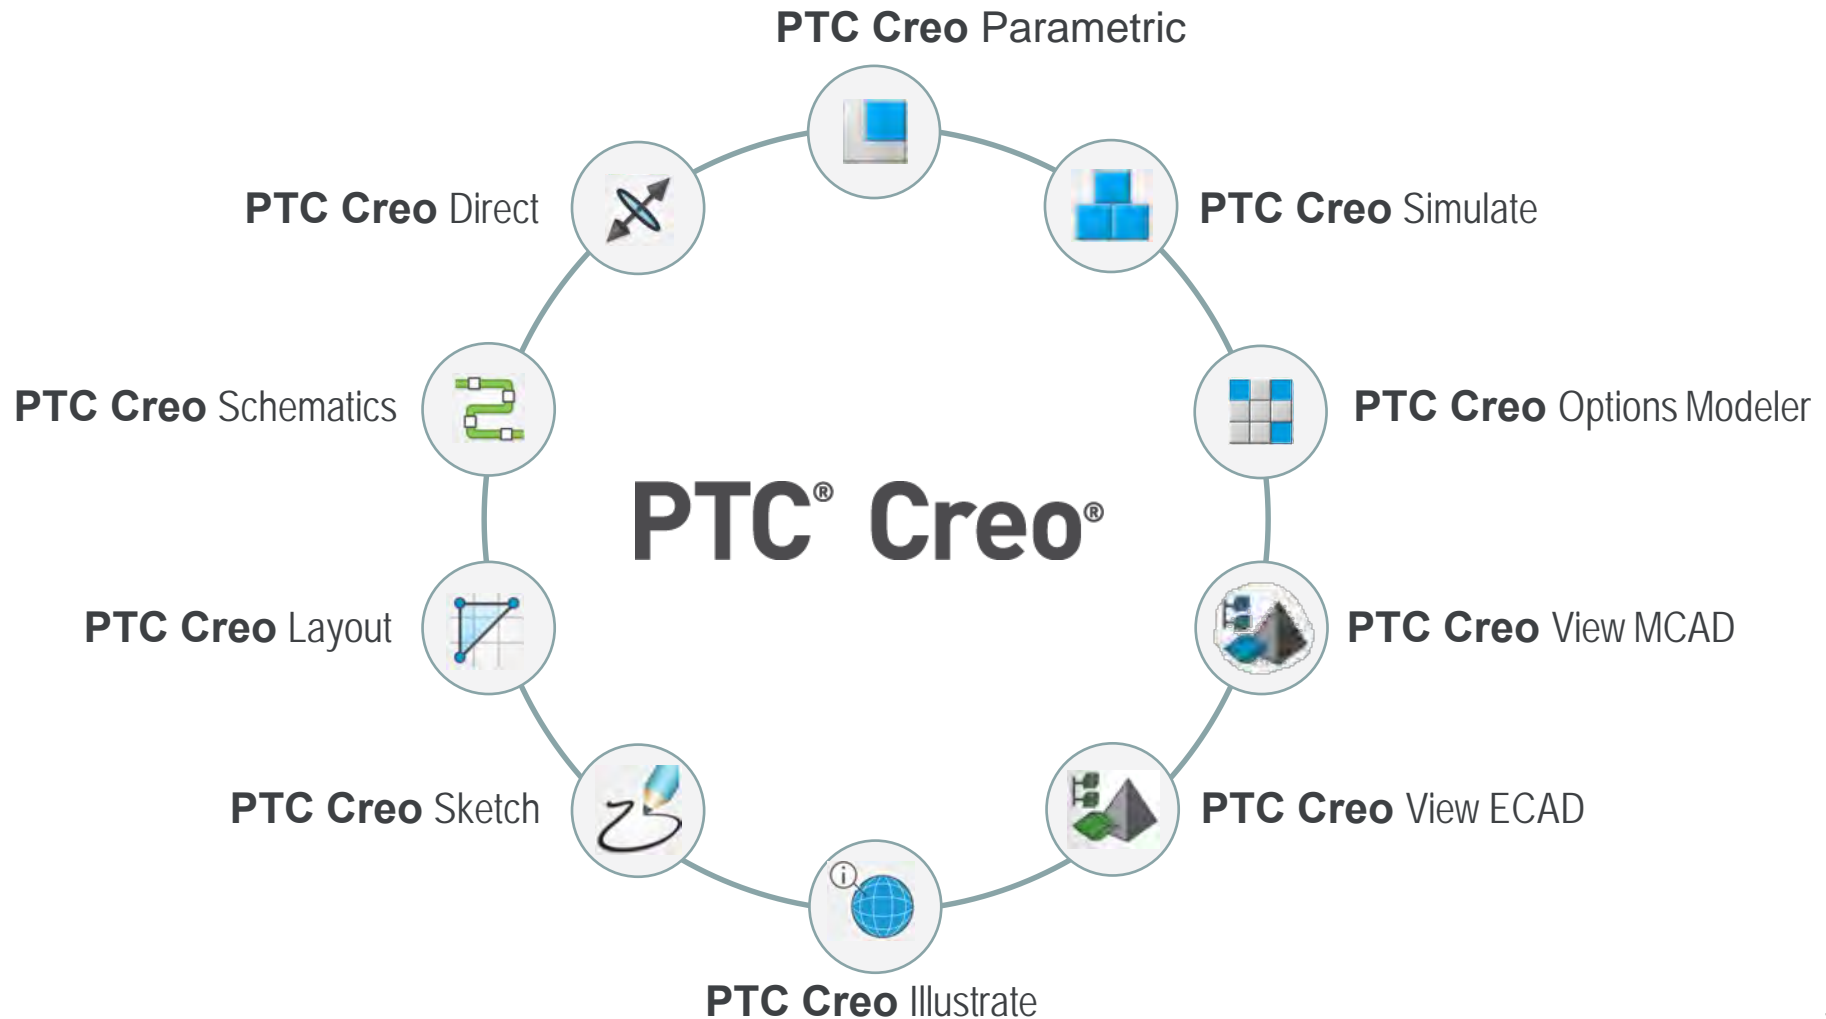 PTC Creo Parametric
PTC Creo Direct
PTC Creo Simulate
PTC Creo Schematics
PTC Creo Options Modeler
PTC® Creo®
PTC Creo Layout
PTC Creo View MCAD
PTC Creo Sketch
PTC Creo View ECAD
i
PTC Creo Illustrate